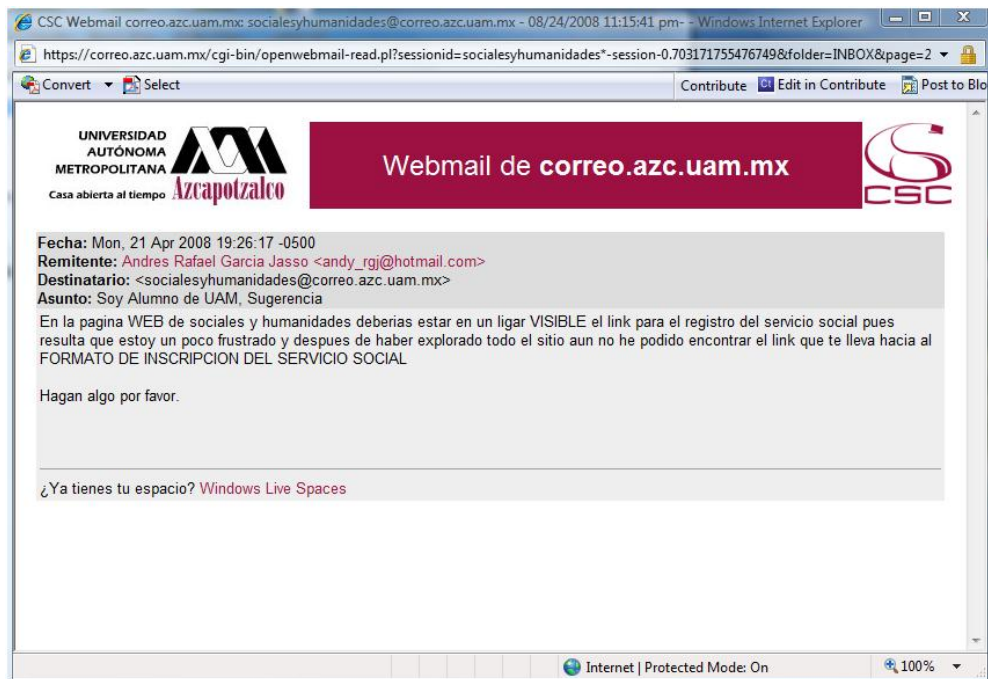 CSC Webmail correo.azc.uam.mx: socialesyhumanidades@correo.azc.uam.mx - 08/24/2008 11:15:41 pm- - Windows Internet Explorer
https://correo.azc.uam.mx/cgi-bin/openwebmail-read.pl?sessionid=socialesyhumanidades*-session-0.703171755476749&folder=INBOX&page=2
Convert Select Contribute Edit in Contribute Post to Blo
UNIVERSIDAD
AUTÓNOMA
METROPOLITANA
Casa abierta al tiempo Azcapotzalco
Webmail de correo.azc.uam.mx
CSC
Fecha: Mon, 21 Apr 2008 19:26:17 -0500
Remitente: Andres Rafael Garcia Jasso <andy_rgj@hotmail.com>
Destinatario: <socialesyhumanidades@correo.azc.uam.mx>
Asunto: Soy Alumno de UAM, Sugerencia
En la pagina WEB de sociales y humanidades deberias estar en un ligar VISIBLE el link para el registro del servicio social pues
resulta que estoy un poco frustrado y despues de haber explorado todo el sitio aun no he podido encontrar el link que te lleva hacia al
FORMATO DE INSCRIPCION DEL SERVICIO SOCIAL
Hagan algo por favor.
¿Ya tienes tu espacio? Windows Live Spaces
Internet | Protected Mode: On 100%